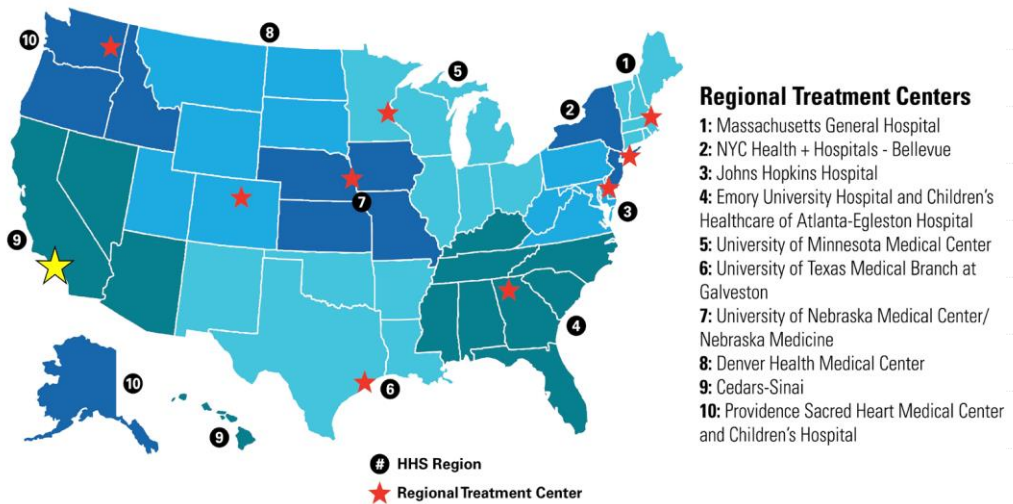 10
8
5
1
2
3
7
9
4
6
10
9
# HHS Region
Regional Treatment Center
Regional Treatment Centers
1: Massachusetts General Hospital
2: NYC Health + Hospitals - Bellevue
3: Johns Hopkins Hospital
4: Emory University Hospital and Children's
Healthcare of Atlanta-Egleston Hospital
5: University of Minnesota Medical Center
6: University of Texas Medical Branch at
Galveston
7: University of Nebraska Medical Center/
Nebraska Medicine
8: Denver Health Medical Center
9: Cedars-Sinai
10: Providence Sacred Heart Medical Center
and Children's Hospital